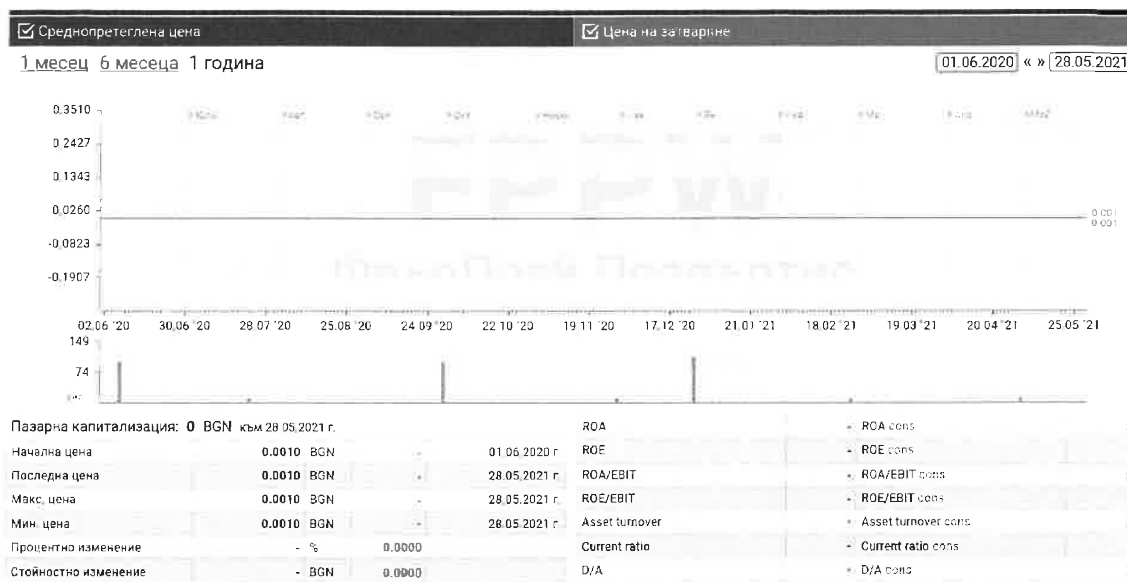 Среднопретеглена цена
Цена на затваряне
1 месец 6 месеца 1 година
01.06.2020 « » 28.05.2021
0,3510
0,2427
0,1343
0,0260
-0,0823
-0,1907
0.001
0.001
02.06 '20 30.06 '20 28.07 '20 25.08 '20 24.09 '20 22.10 '20 19.11 '20 17.12 '20 21.01 '21 18.02 '21 19.03 '21 20.04 '21 25.05 '21
149
74
Пазарна капитализация: 0 BGN към 28.05.2021 г.
Начална цена 0.0010 BGN - 01.06.2020 г.
Последна цена 0.0010 BGN - 28.05.2021 г.
Макс. цена 0.0010 BGN - 28.05.2021 г.
Мин. цена 0.0010 BGN - 28.05.2021 г.
Процентно изменение - % 0.0000
Стойностно изменение - BGN 0.0000
ROA - ROA cons
ROE - ROE cons
ROA/EBIT - ROA/EBIT cons
ROE/EBIT - ROE/EBIT cons
Asset turnover - Asset turnover cons
Current ratio - Current ratio cons
D/A - D/A cons